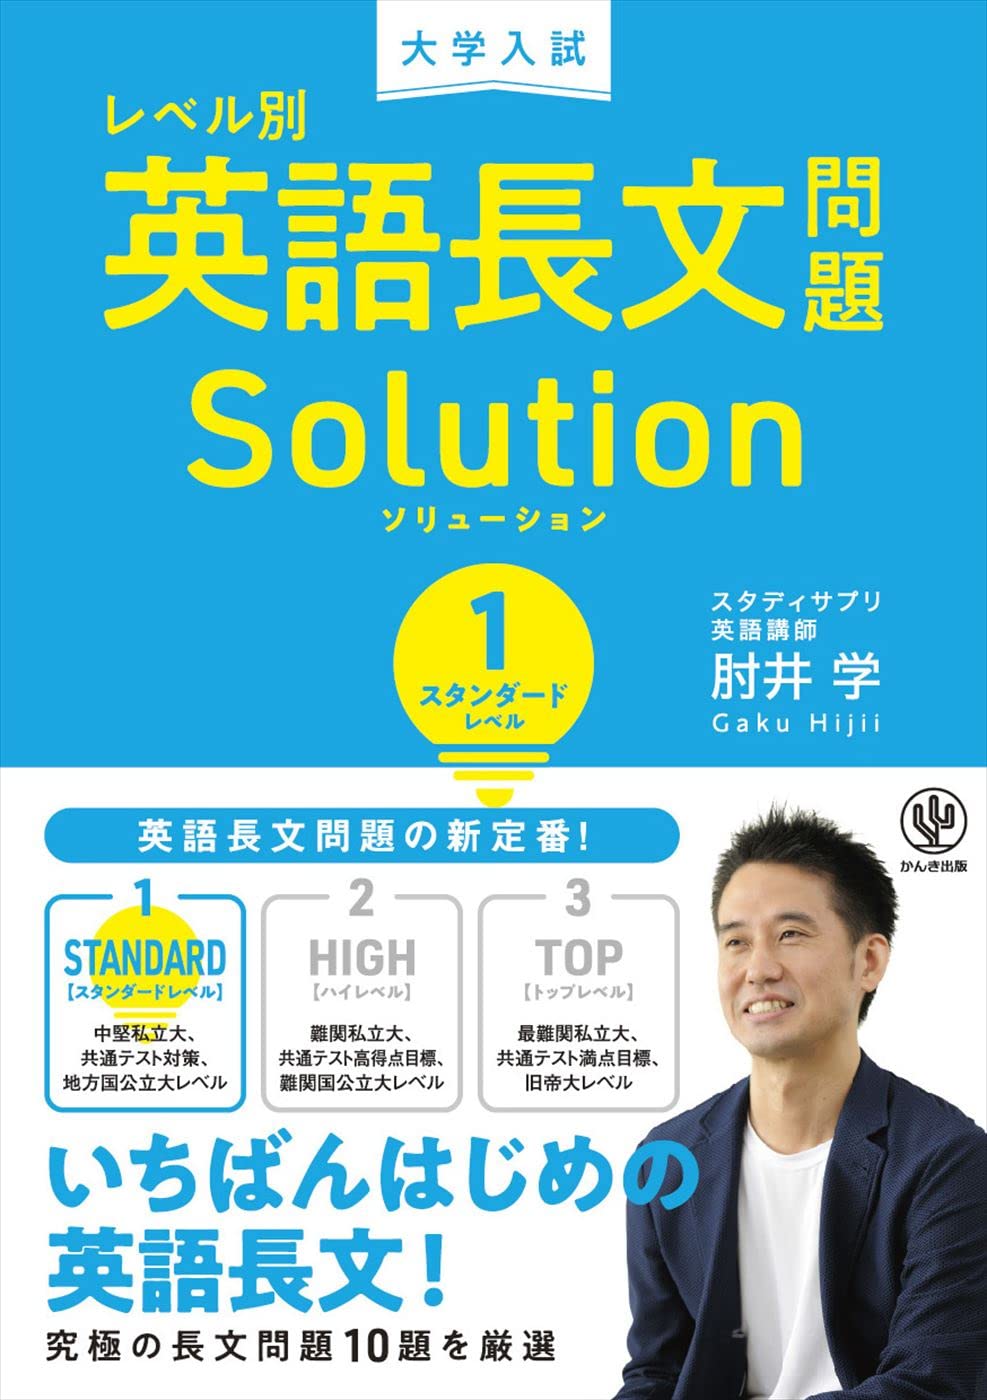 大学入試
レベル別
英語長文問題
Solution
ソリューション
1
スタンダード
レベル
スタディサプリ
英語講師
肘井 学
Gaku Hijii
かんき出版
英語長文問題の新定番!
1
STANDARD
【スタンダードレベル】
中堅私立大、
共通テスト対策、
地方国公立大レベル
2
HIGH
【ハイレベル】
難関私立大、
共通テスト高得点目標、
難関国公立大レベル
3
TOP
【トップレベル】
最難関私立大、
共通テスト満点目標、
旧帝大レベル
いちばんはじめの
英語長文!
究極の長文問題10題を厳選